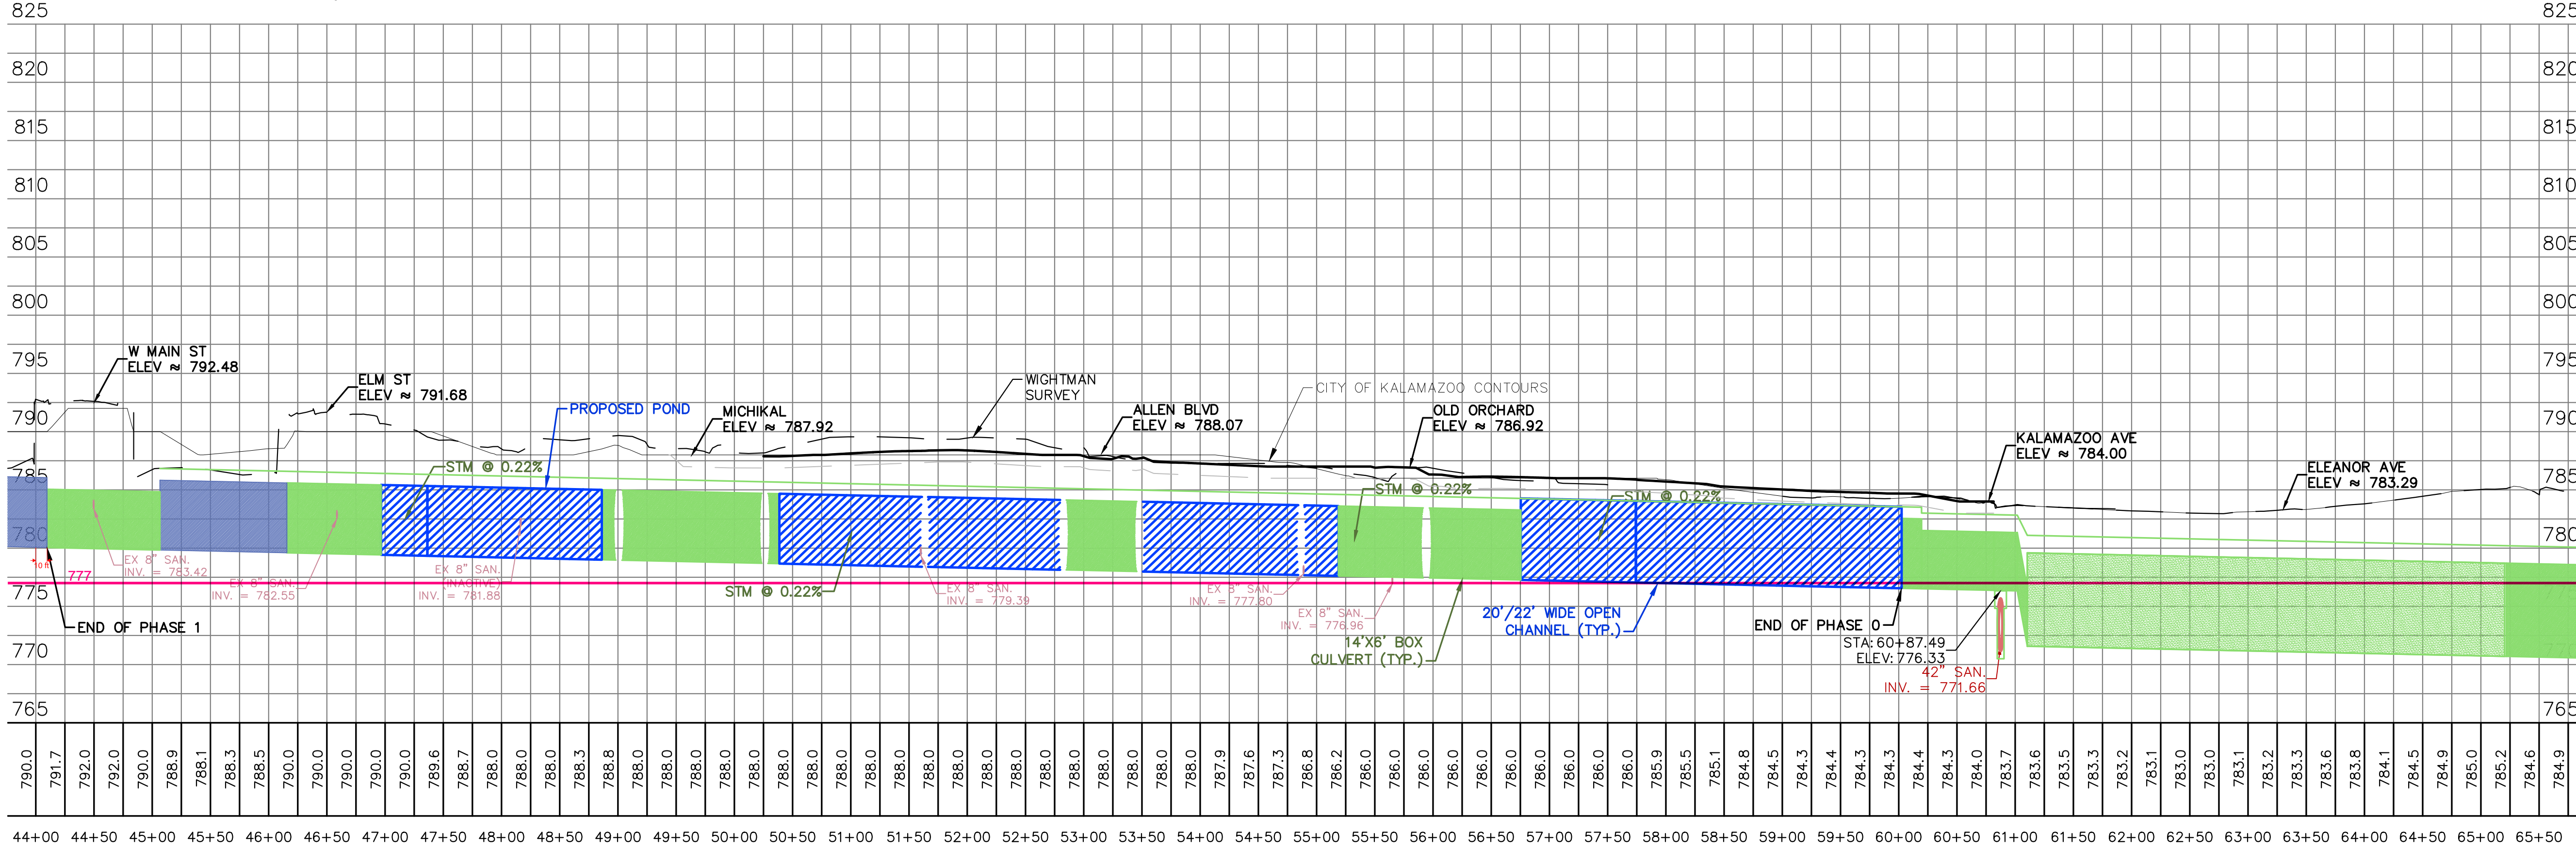 825
825
820
820
815
815
810
810
805
805
800
800
795
795
790
790
785
785
780
780
775
775
770
770
765
765
W MAIN ST
ELEV ≈ 792.48
ELM ST
ELEV ≈ 791.68
PROPOSED POND
MICHIKAL
ELEV ≈ 787.92
WIGHTMAN
SURVEY
ALLEN BLVD
ELEV ≈ 788.07
CITY OF KALAMAZOO CONTOURS
OLD ORCHARD
ELEV ≈ 786.92
KALAMAZOO AVE
ELEV ≈ 784.00
ELEANOR AVE
ELEV ≈ 783.29
STM @ 0.22%
STM @ 0.22%
STM @ 0.22%
STM @ 0.22%
10 ft
777
EX 8" SAN.
INV. = 783.42
EX 8" SAN.
INV. = 782.55
EX 8" SAN.
(INACTIVE)
INV. = 781.88
EX 8" SAN.
INV. = 779.39
EX 8" SAN.
INV. = 777.80
EX 8" SAN.
INV. = 776.96
END OF PHASE 1
14'X6' BOX
CULVERT (TYP.)
20'/22' WIDE OPEN
CHANNEL (TYP.)
END OF PHASE 0
STA: 60+87.49
ELEV: 776.33
42" SAN.
INV. = 771.66
790.0 791.7 792.0 792.0 790.0 788.9 788.1 788.3 788.5 790.0 790.0 790.0 790.0 790.0 789.6 788.7 788.0 788.0 788.3 788.8 788.0 788.0 788.0 788.0 788.0 788.0 788.0 788.0 788.0 788.0 788.0 788.0 788.0 788.0 788.0 788.0 788.0 788.0 788.0 788.0 788.0 787.9 787.6 787.3 786.8 786.2 786.0 786.0 786.0 786.0 786.0 786.0 786.0 786.0 786.0 785.9 785.5 785.1 784.8 784.5 784.3 784.4 784.3 784.3 784.4 784.3 784.0 783.7 783.6 783.5 783.3 783.1 783.0 783.0 783.1 783.2 783.3 783.6 783.8 784.1 784.5 784.9 785.0 785.2 784.6 784.9
44+00 44+50 45+00 45+50 46+00 46+50 47+00 47+50 48+00 48+50 49+00 49+50 50+00 50+50 51+00 51+50 52+00 52+50 53+00 53+50 54+00 54+50 55+00 55+50 56+00 56+50 57+00 57+50 58+00 58+50 59+00 59+50 60+00 60+50 61+00 61+50 62+00 62+50 63+00 63+50 64+00 64+50 65+00 65+50